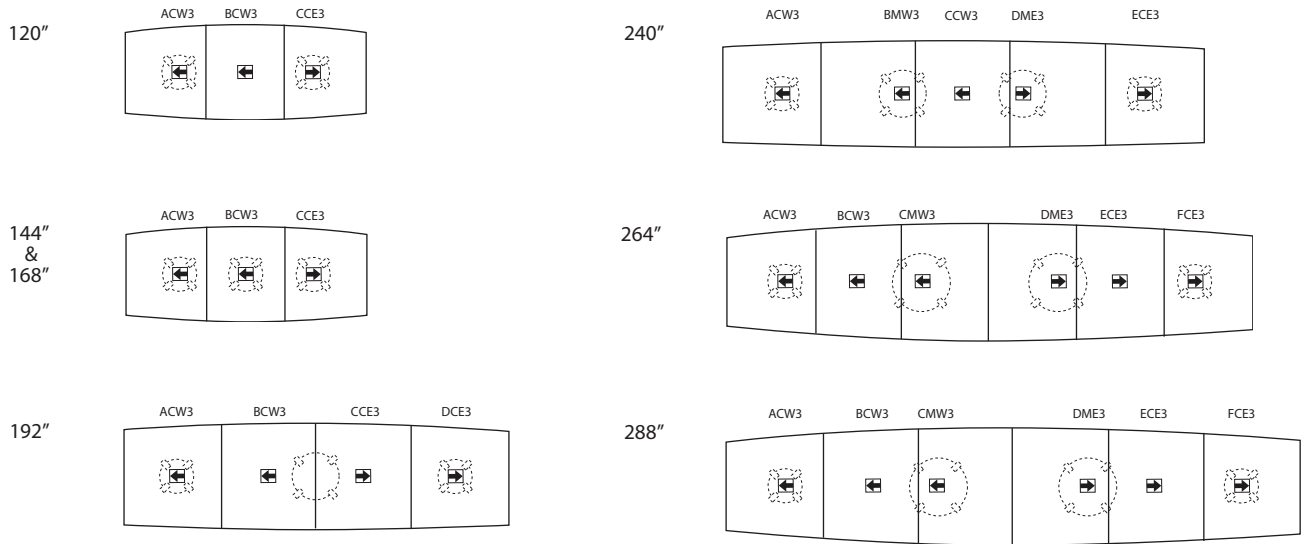 120”
ACW3 BCW3 CCE3
144”
&
168”
ACW3 BCW3 CCE3
192”
ACW3 BCW3 CCE3 DCE3
240”
ACW3 BMW3 CCW3 DME3 ECE3
264”
ACW3 BCW3 CMW3 DME3 ECE3 FCE3
288”
ACW3 BCW3 CMW3 DME3 ECE3 FCE3